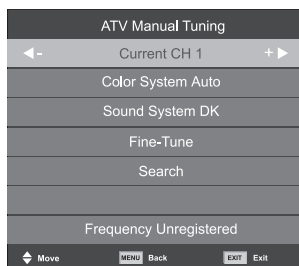 ATV Manual Tuning
- Current CH 1 +
Color System Auto
Sound System DK
Fine-Tune
Search
Frequency Unregistered
Move MENU Back EXIT Exit